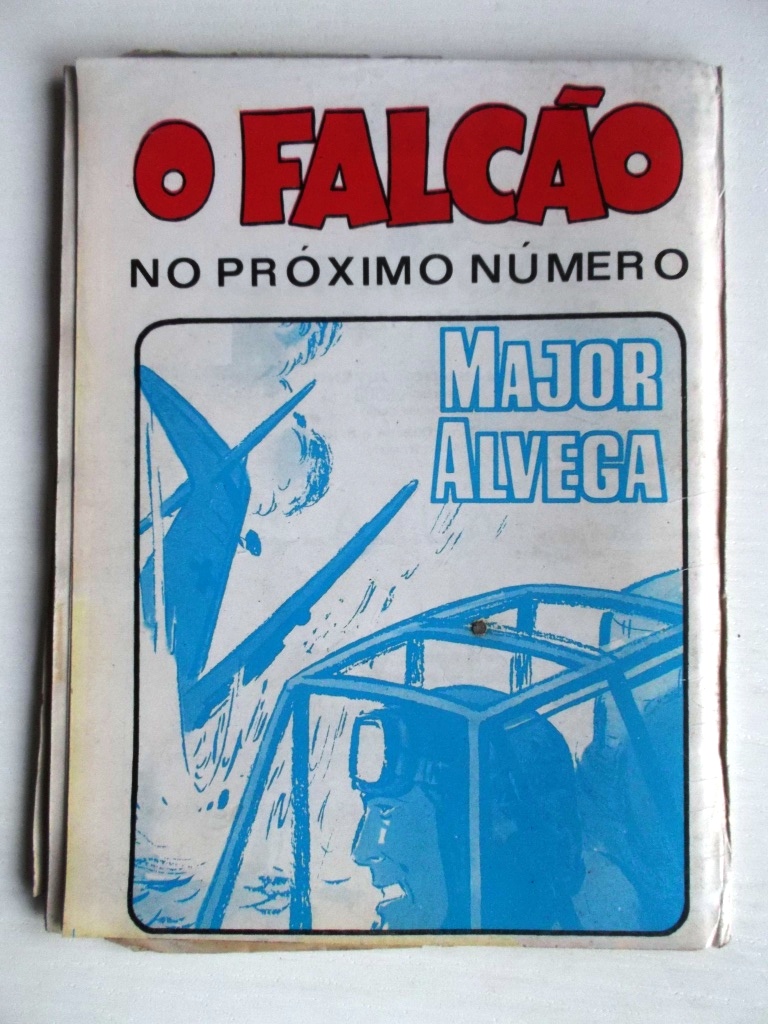 O FALCÃO
NO PRÓXIMO NÚMERO
MAJOR
ALVEGA